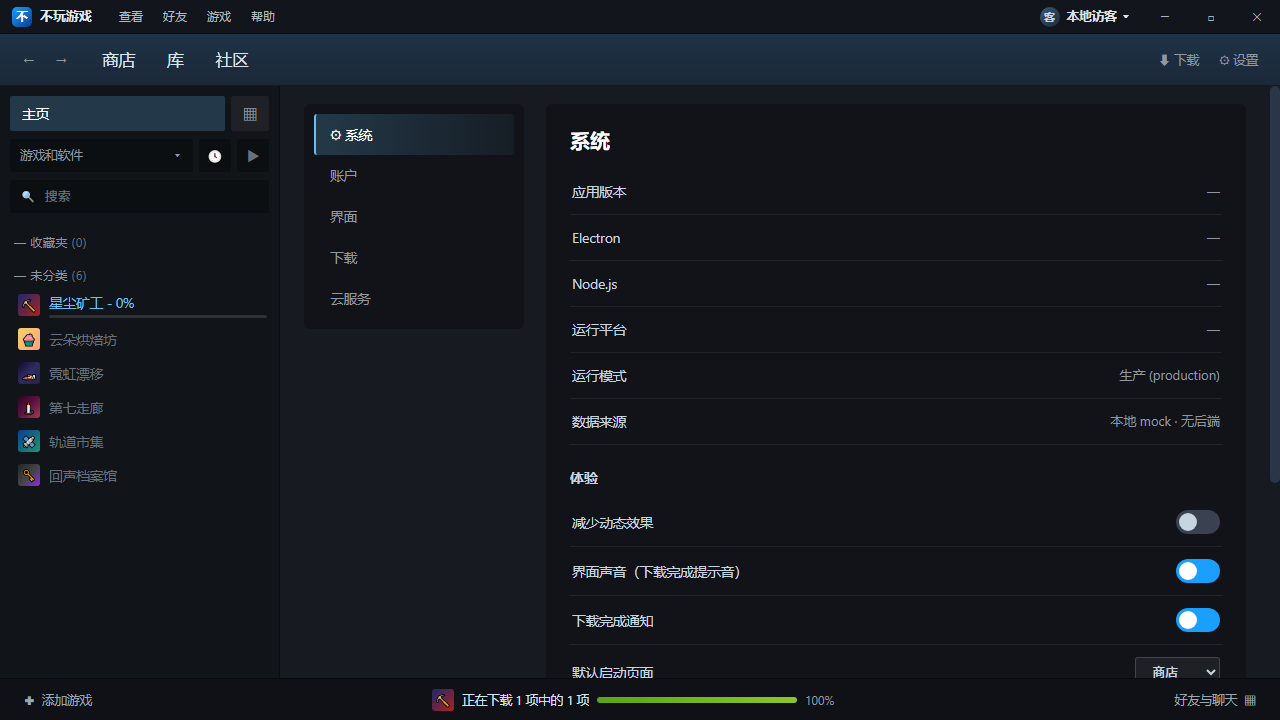 不 不玩游戏 查看 好友 游戏 帮助 客 本地访客
← → 商店 库 社区 下载 设置
主页
游戏和软件
搜索
— 收藏夹 (0)
— 未分类 (6)
星尘矿工 - 0%
云朵烘焙坊
霓虹漂移
第七走廊
轨道市集
回声档案馆
系统
账户
界面
下载
云服务
系统
应用版本 —
Electron —
Node.js —
运行平台 —
运行模式 生产 (production)
数据来源 本地 mock · 无后端
体验
减少动态效果
界面声音（下载完成提示音）
下载完成通知
默认启动页面 商店
添加游戏 正在下载 1 项中的 1 项 100% 好友与聊天